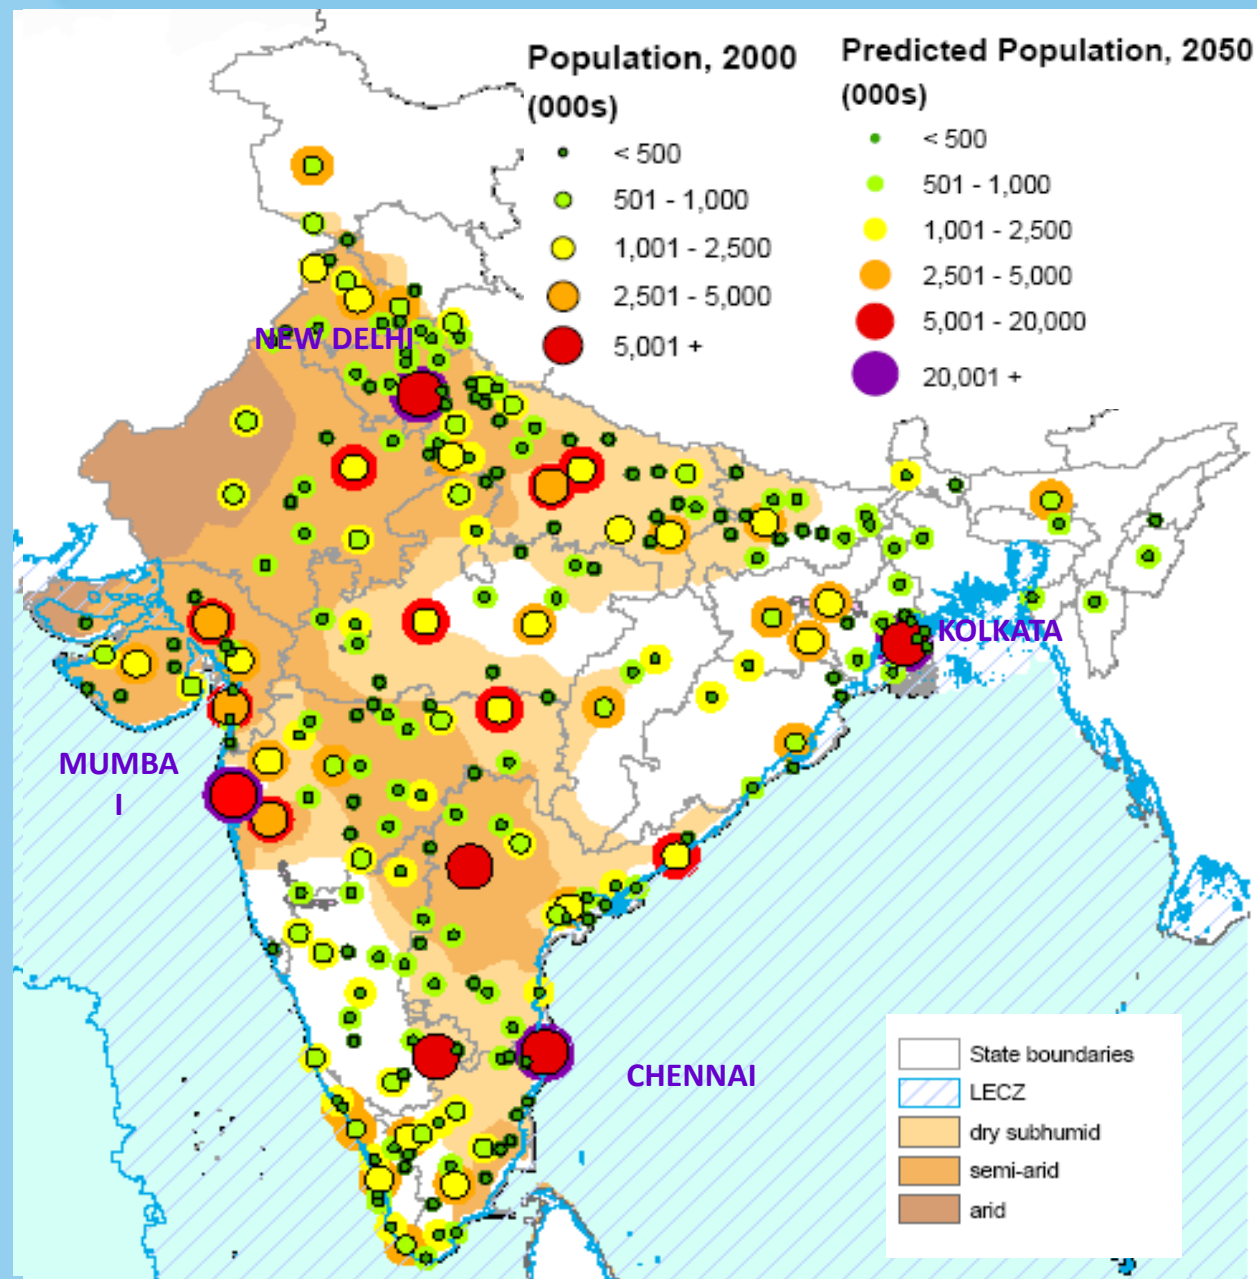 Population, 2000
(000s)
< 500
501 - 1,000
1,001 - 2,500
2,501 - 5,000
5,001 +
Predicted Population, 2050
(000s)
< 500
501 - 1,000
1,001 - 2,500
2,501 - 5,000
5,001 - 20,000
20,001 +
NEW DELHI
KOLKATA
MUMBA
I
CHENNAI
State boundaries
LECZ
dry subhumid
semi-arid
arid